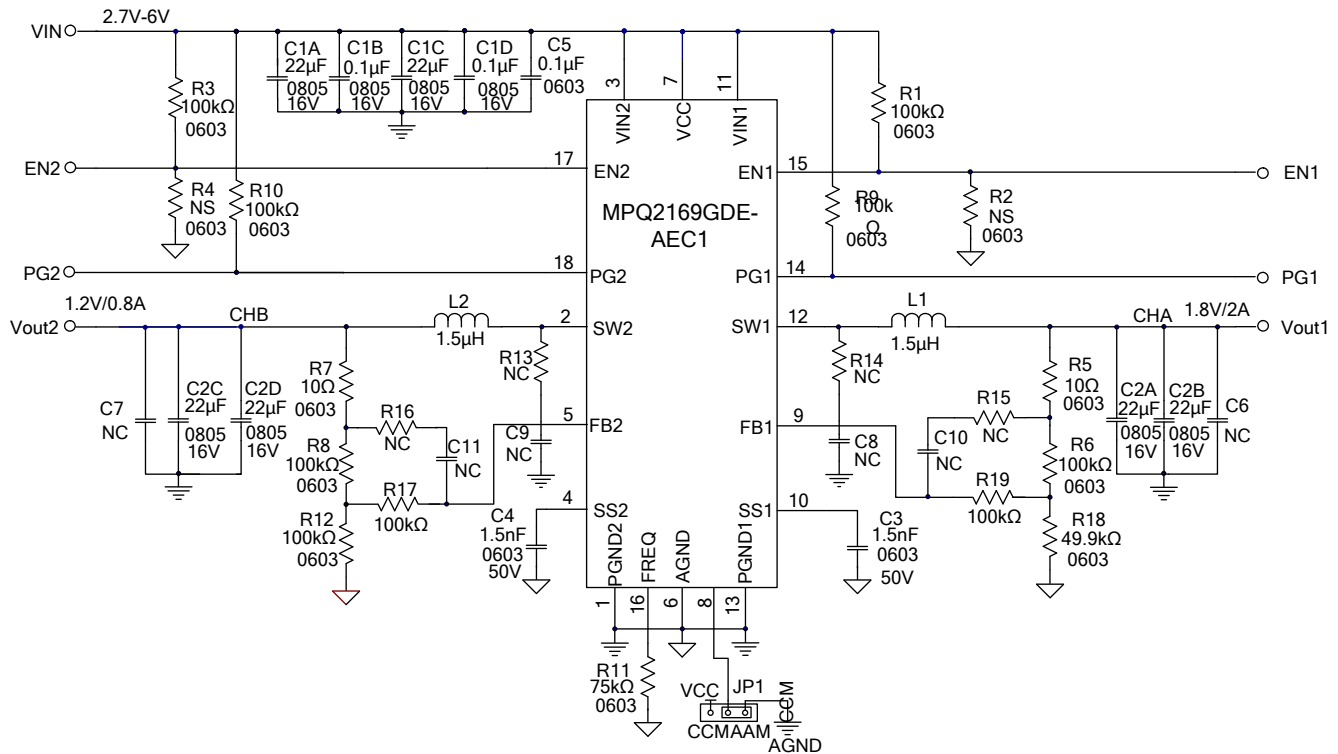 VIN
2.7V-6V
C1A
22µF
0805
16V
C1B
0.1µF
0805
16V
C1C
22µF
0805
16V
C1D
0.1µF
0805
16V
C5
0.1µF
0603
3
7
11
VIN2
VCC
VIN1
R3
100kΩ
0603
R1
100kΩ
0603
EN2
17
EN2
EN1
15
EN1
R4
NS
0603
R10
100kΩ
0603
MPQ2169GDE-
AEC1
R9
100k
Ω
0603
R2
NS
0603
PG2
18
PG2
PG1
14
PG1
1.2V/0.8A
Vout2
CHB
L2
1.5µH
2
SW2
SW1
12
L1
1.5µH
CHA
1.8V/2A
Vout1
R13
NC
R14
NC
R7
10Ω
0603
R5
10Ω
0603
C7
NC
C2C
22µF
0805
16V
C2D
22µF
0805
16V
R16
NC
C11
NC
C9
NC
5
FB2
FB1
9
C8
NC
C10
NC
R15
NC
C2A
22µF
0805
16V
C2B
22µF
0805
16V
C6
NC
R8
100kΩ
0603
R6
100kΩ
0603
R17
100kΩ
R19
100kΩ
R12
100kΩ
0603
R18
49.9kΩ
0603
4
SS2
SS1
10
C4
1.5nF
0603
50V
C3
1.5nF
0603
50V
PGND2
FREQ
AGND
PGND1
1
16
6
8
13
R11
75kΩ
0603
VCC
JP1
CCM
CCMAAM
AGND